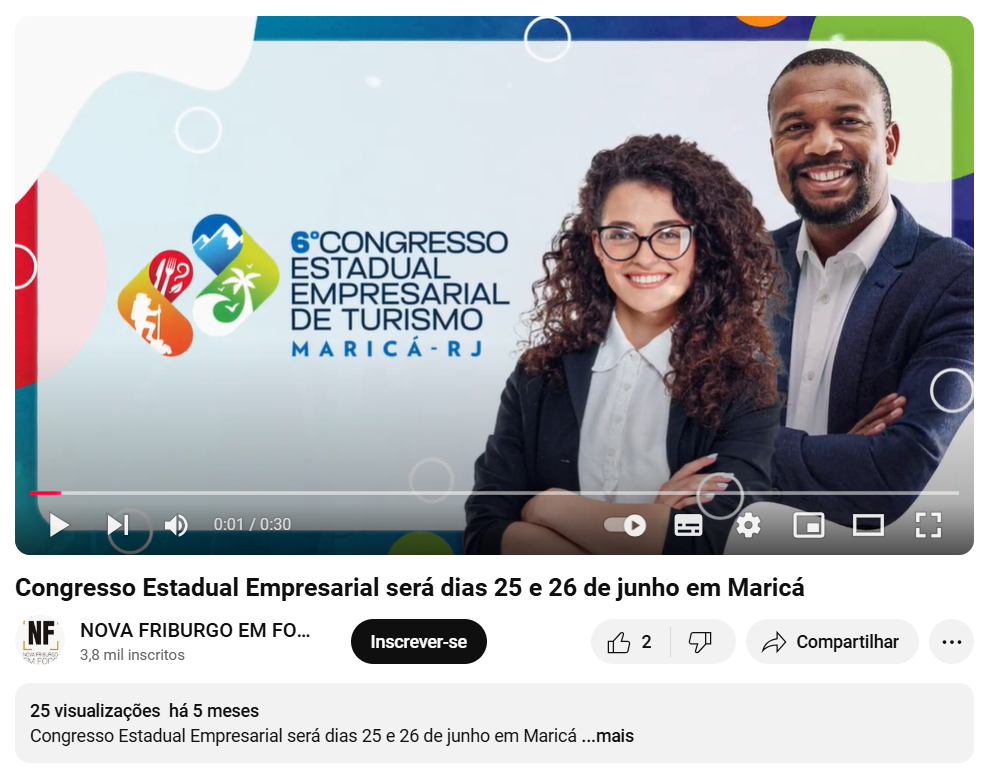 6º CONGRESSO
ESTADUAL
EMPRESARIAL
DE TURISMO
MARICÁ-RJ
0:01 / 0:30
Congresso Estadual Empresarial será dias 25 e 26 de junho em Maricá
NF
NOVA FRIBURGO EM FO...
Inscrever-se
2
Compartilhar
3,8 mil inscritos
25 visualizações há 5 meses
Congresso Estadual Empresarial será dias 25 e 26 de junho em Maricá ...mais